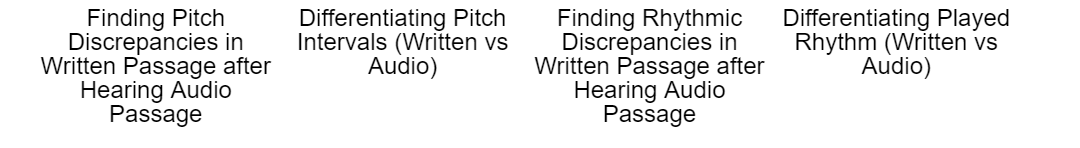 Finding Pitch
Discrepancies in
Written Passage after
Hearing Audio
Passage
Differentiating Pitch
Intervals (Written vs
Audio)
Finding Rhythmic
Discrepancies in
Written Passage after
Hearing Audio
Passage
Differentiating Played
Rhythm (Written vs
Audio)